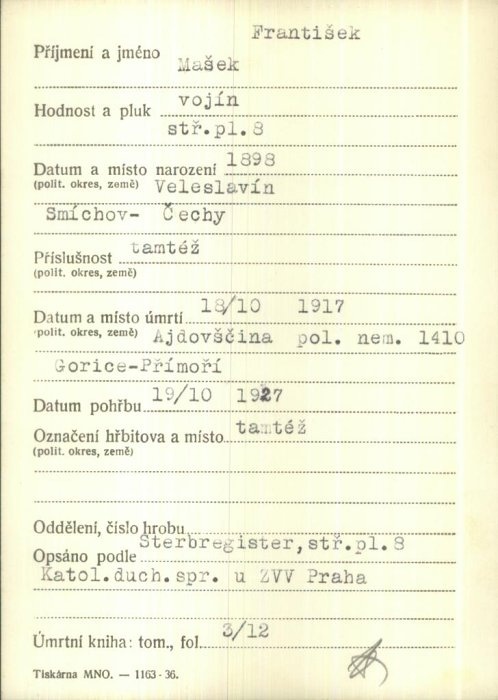 František
Příjmení a jméno Mašek
Hodnost a pluk vojín
stř.pl.8
Datum a místo narození 1898
(polit. okres, země) Veleslavín
Smíchov- Čechy
Příslušnost tamtéž
(polit. okres, země)
Datum a místo úmrtí 18/10 1917
(polit. okres, země) Ajdovščina pol. nem. 1410
Gorice-Přímoří
Datum pohřbu 19/10 1927
Označení hřbitova a místo tamtéž
(polit. okres, země)
Oddělení, číslo hrobu
Opsáno podle Sterbregister,stř.pl.8
Katol.duch.spr. u ZVV Praha
Úmrtní kniha: tom., fol. 3/12
Tiskárna MNO. — 1163-36.